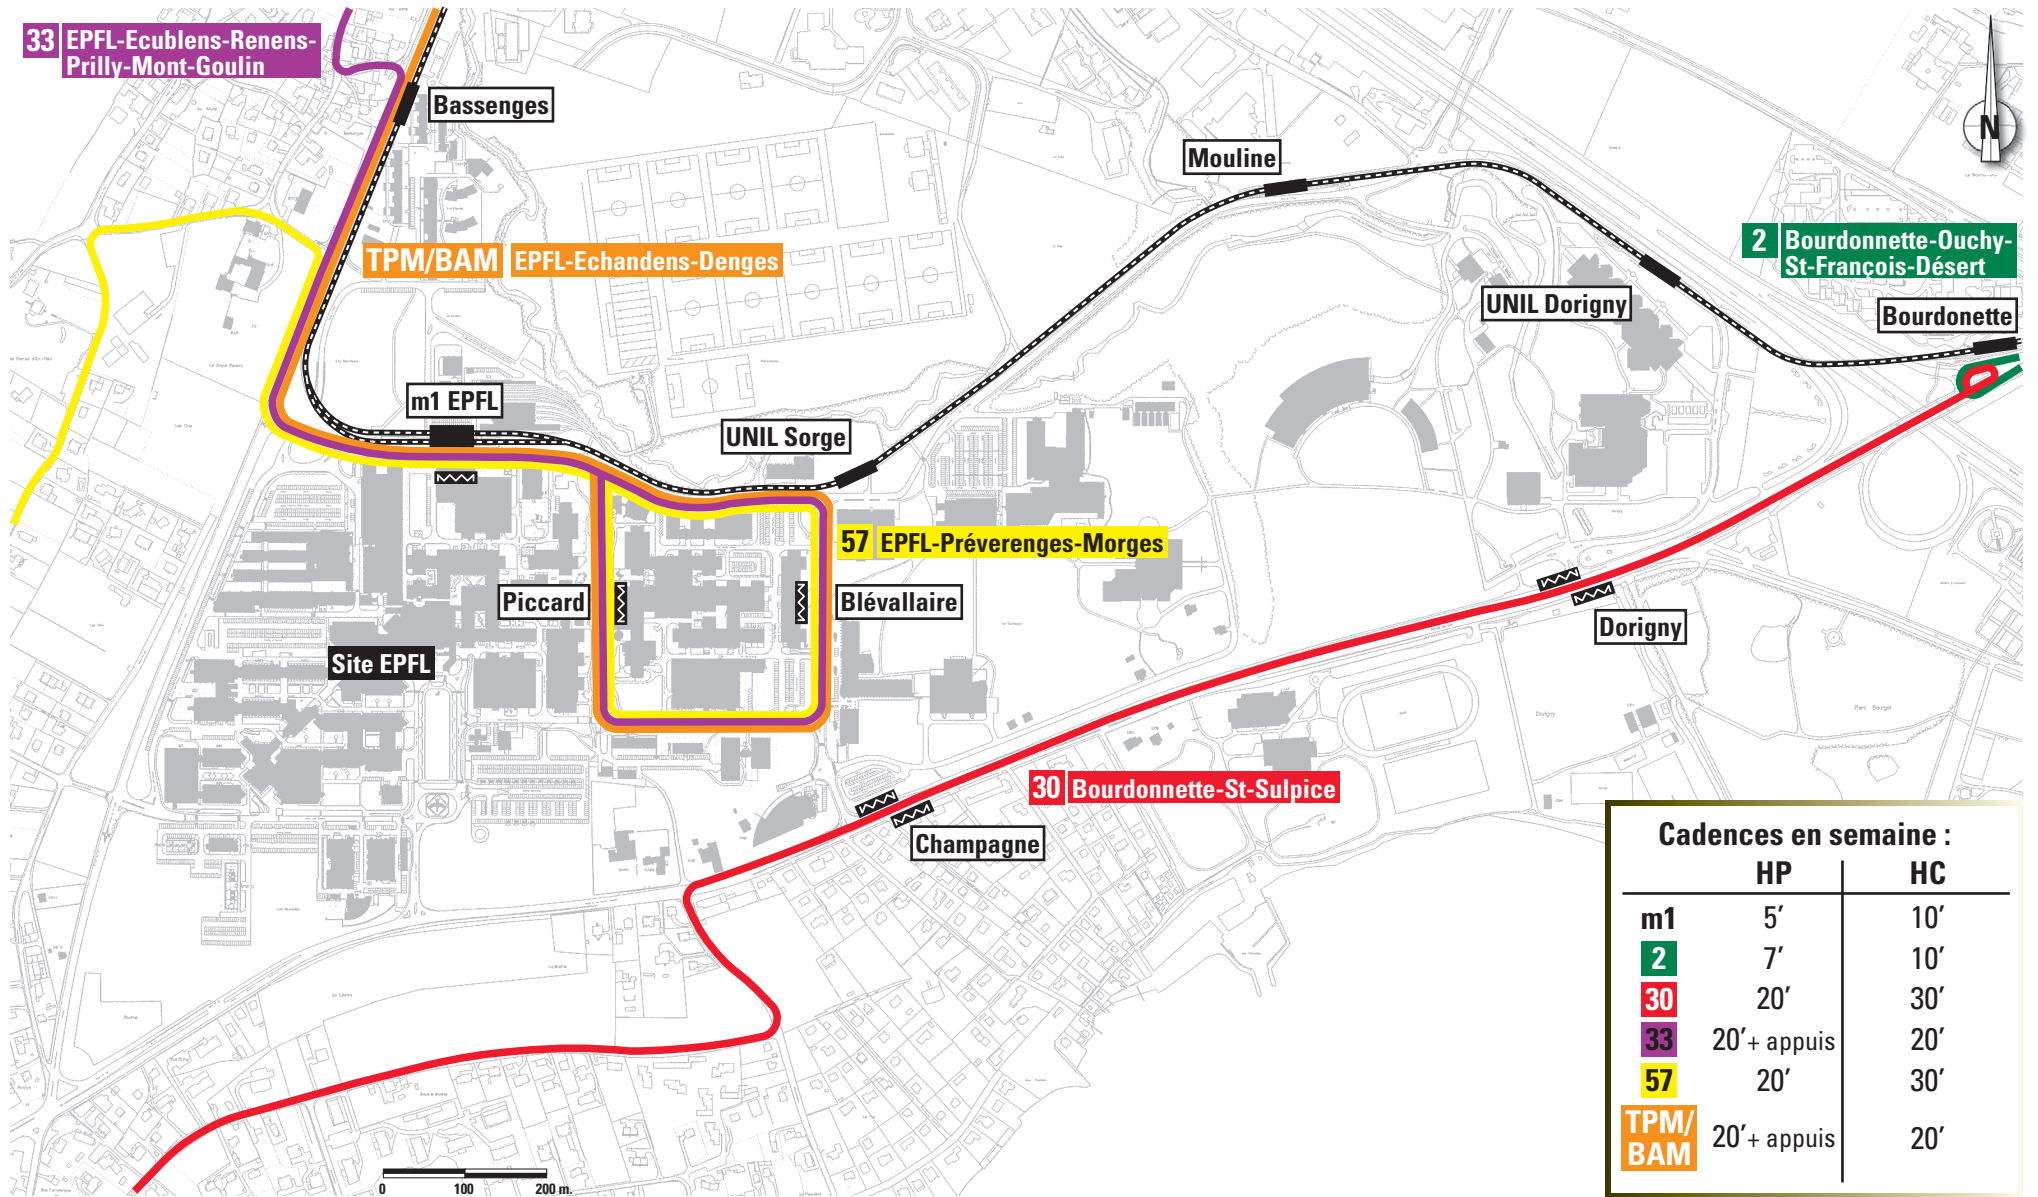 33 EPFL-Ecublens-Renens-
Prilly-Mont-Goulin
Bassenges
N
Mouline
2 Bourdonnette-Ouchy-
St-François-Désert
TPM/BAM EPFL-Echandens-Denges
UNIL Dorigny
Bourdonette
m1 EPFL
UNIL Sorge
57 EPFL-Préverenges-Morges
Piccard
Blévallaire
Dorigny
Site EPFL
30 Bourdonnette-St-Sulpice
Champagne
Cadences en semaine :
HP HC
m1 5′ 10′
2 7′ 10′
30 20′ 30′
33 20′+ appuis 20′
57 20′ 30′
TPM/
BAM 20′+ appuis 20′
0 100 200 m.